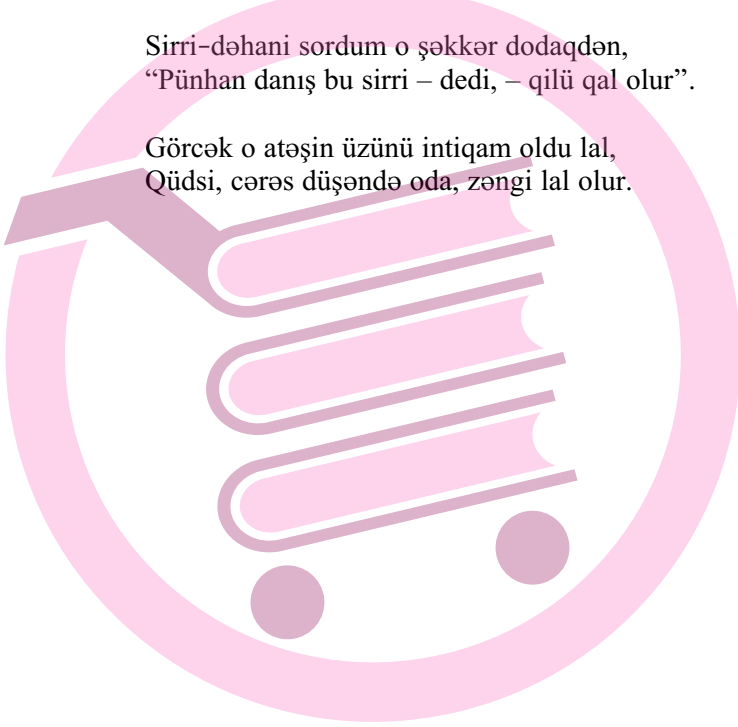 Sirri-dəhani sordum o şəkkər dodaqdən,
“Pünhan danış bu sirri – dedi, – qilü qal olur”.
Görcək o atəşin üzünü intiqam oldu lal,
Qüdsi, cərəs düşəndə oda, zəngi lal olur.